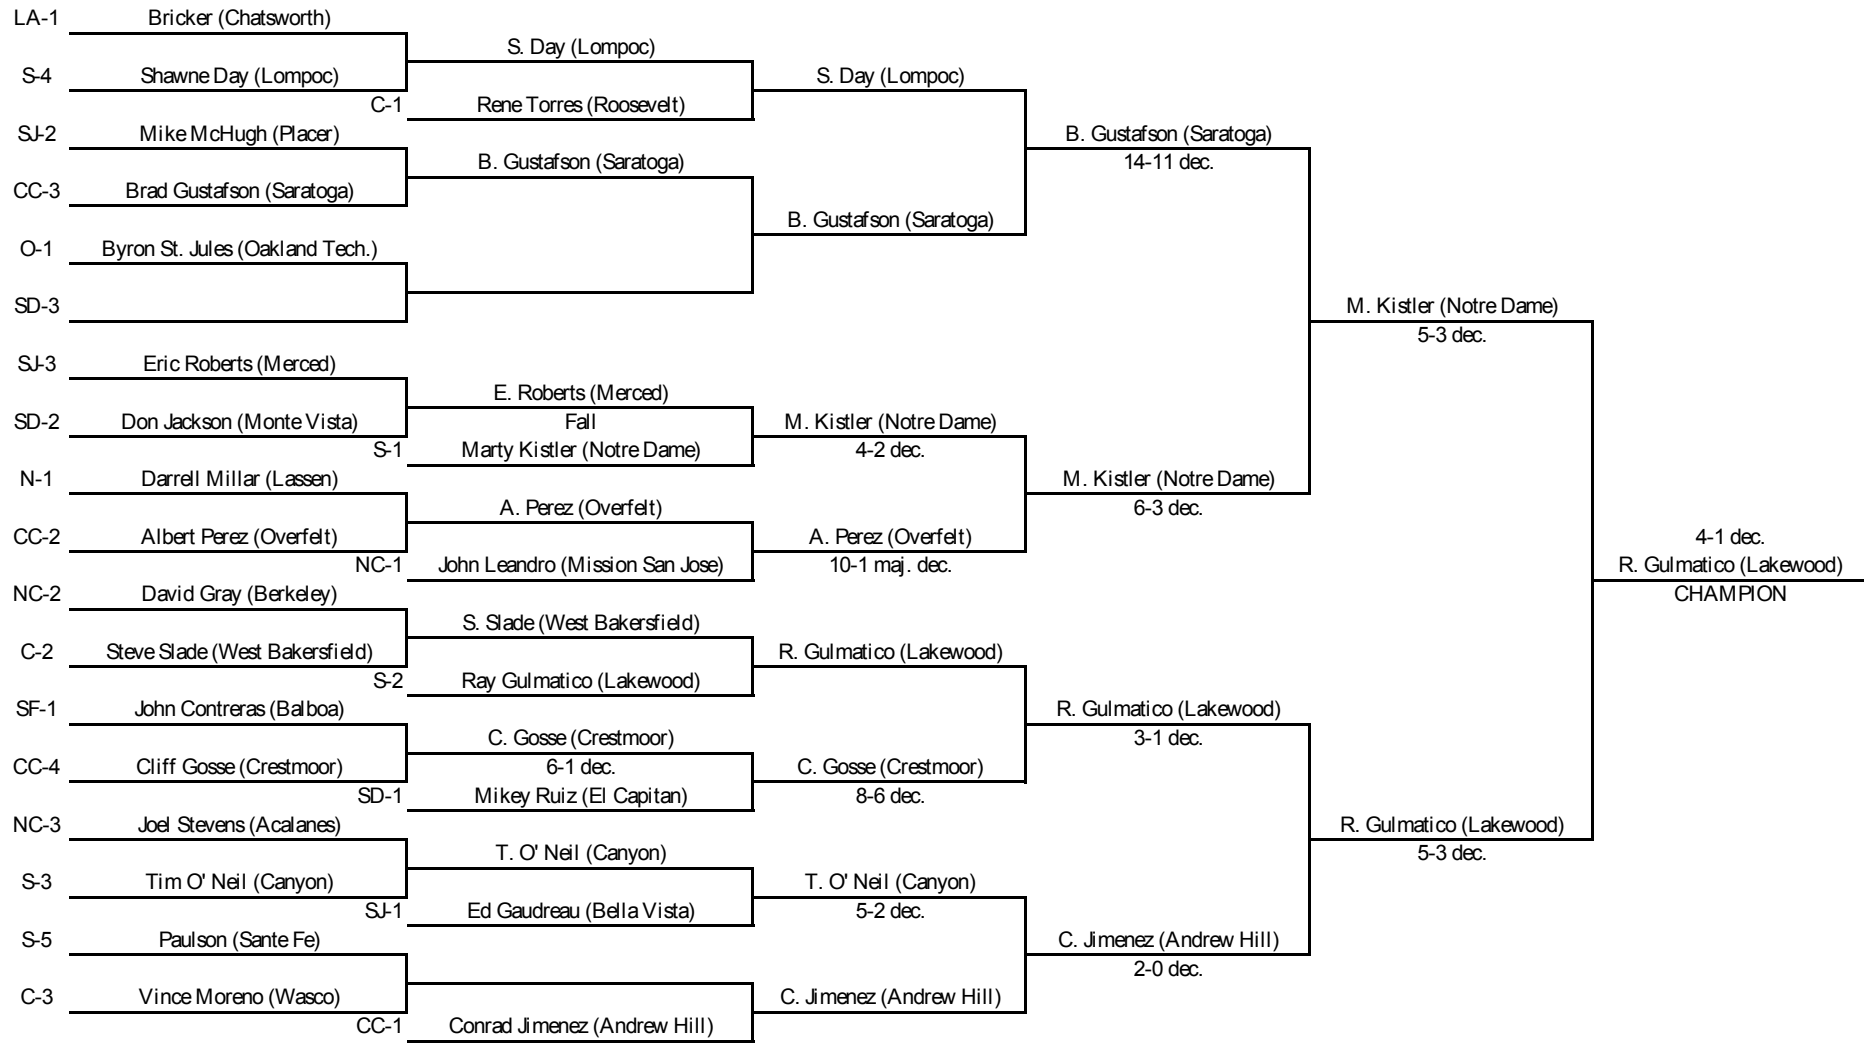 LA-1 Bricker (Chatsworth)
S. Day (Lompoc)
S-4 Shawne Day (Lompoc) S. Day (Lompoc)
C-1 Rene Torres (Roosevelt)
SJ-2 Mike McHugh (Placer) B. Gustafson (Saratoga)
B. Gustafson (Saratoga) 14-11 dec.
CC-3 Brad Gustafson (Saratoga)
B. Gustafson (Saratoga)
O-1 Byron St. Jules (Oakland Tech.)
SD-3 M. Kistler (Notre Dame)
5-3 dec.
SJ-3 Eric Roberts (Merced)
E. Roberts (Merced)
SD-2 Don Jackson (Monte Vista) Fall M. Kistler (Notre Dame)
S-1 Marty Kistler (Notre Dame) 4-2 dec.
N-1 Darrell Millar (Lassen) M. Kistler (Notre Dame)
A. Perez (Overfelt) 6-3 dec.
CC-2 Albert Perez (Overfelt) A. Perez (Overfelt) 4-1 dec.
NC-1 John Leandro (Mission San Jose) 10-1 maj. dec. R. Gulmatico (Lakewood)
NC-2 David Gray (Berkeley) CHAMPION
S. Slade (West Bakersfield)
C-2 Steve Slade (West Bakersfield) R. Gulmatico (Lakewood)
S-2 Ray Gulmatico (Lakewood)
SF-1 John Contreras (Balboa) R. Gulmatico (Lakewood)
C. Gosse (Crestmoor) 3-1 dec.
CC-4 Cliff Gosse (Crestmoor) 6-1 dec. C. Gosse (Crestmoor)
SD-1 Mikey Ruiz (El Capitan) 8-6 dec.
NC-3 Joel Stevens (Acalanes) R. Gulmatico (Lakewood)
T. O' Neil (Canyon) 5-3 dec.
S-3 Tim O' Neil (Canyon) T. O' Neil (Canyon)
SJ-1 Ed Gaudreau (Bella Vista) 5-2 dec.
S-5 Paulson (Sante Fe) C. Jimenez (Andrew Hill)
2-0 dec.
C-3 Vince Moreno (Wasco) C. Jimenez (Andrew Hill)
CC-1 Conrad Jimenez (Andrew Hill)